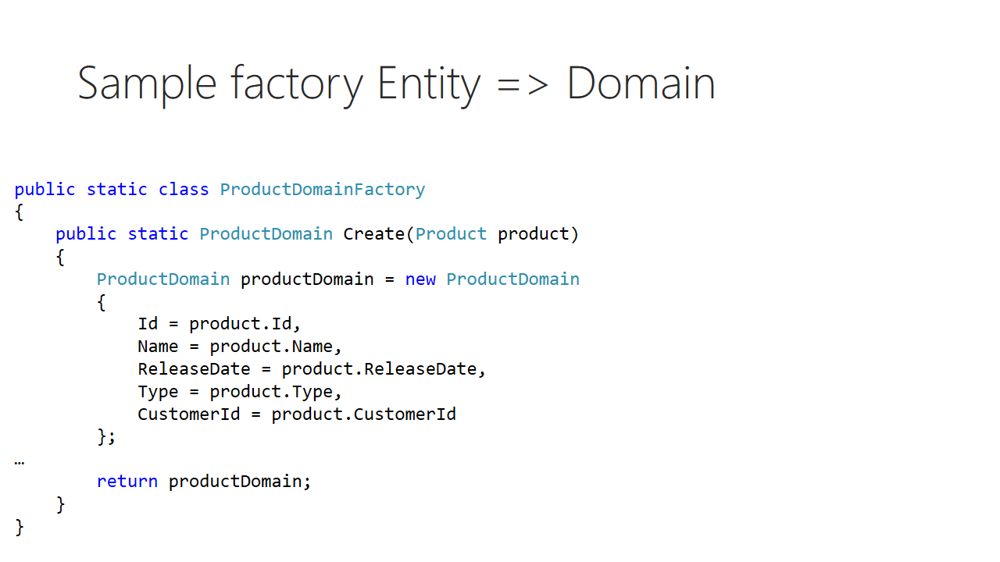 Sample factory Entity => Domain
public static class ProductDomainFactory
{
    public static ProductDomain Create(Product product)
    {
        ProductDomain productDomain = new ProductDomain
        {
            Id = product.Id,
            Name = product.Name,
            ReleaseDate = product.ReleaseDate,
            Type = product.Type,
            CustomerId = product.CustomerId
        };
…
        return productDomain;
    }
}